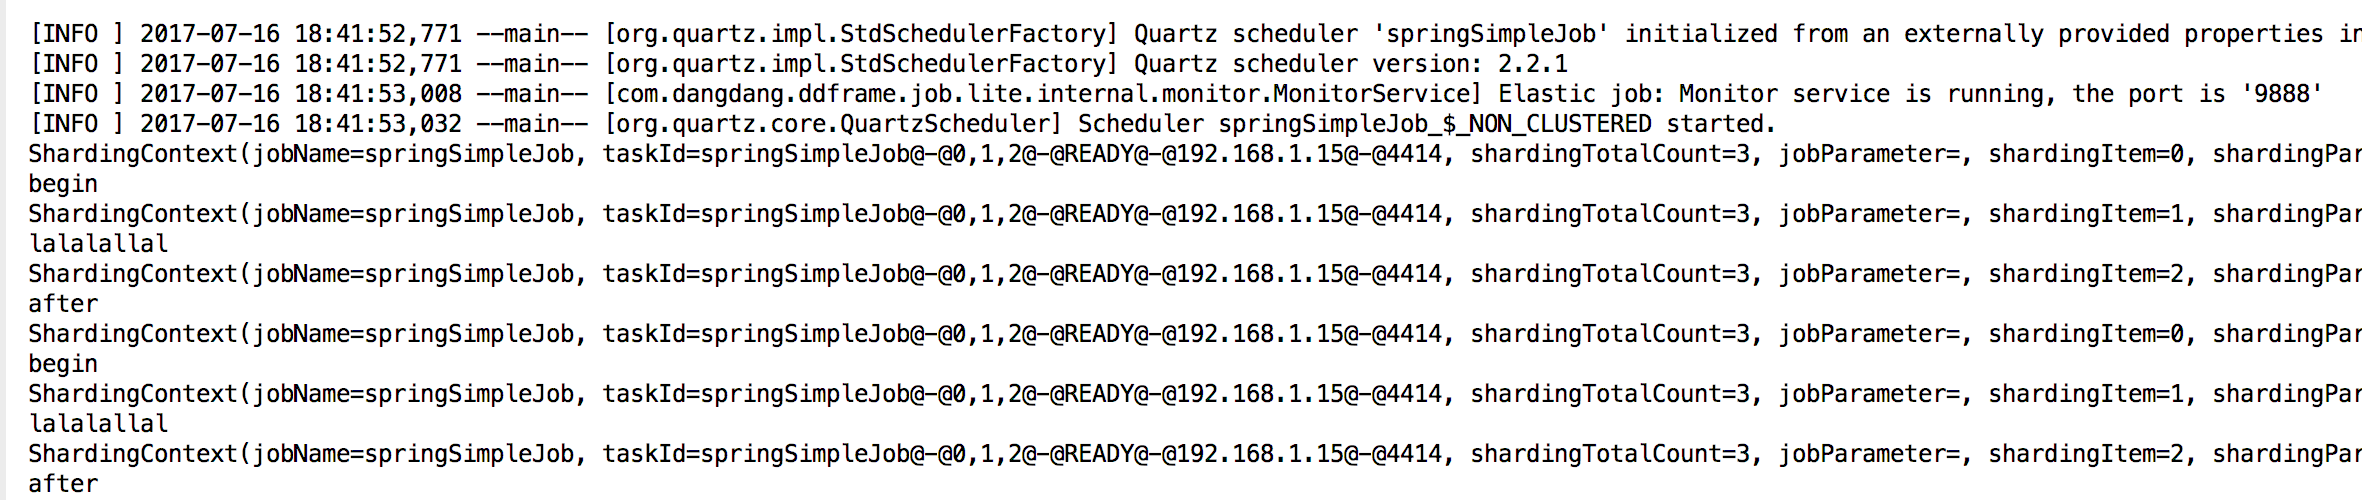 [INFO ] 2017-07-16 18:41:52,771 --main-- [org.quartz.impl.StdSchedulerFactory] Quartz scheduler 'springSimpleJob' initialized from an externally provided properties in
[INFO ] 2017-07-16 18:41:52,771 --main-- [org.quartz.impl.StdSchedulerFactory] Quartz scheduler version: 2.2.1
[INFO ] 2017-07-16 18:41:53,008 --main-- [com.dangdang.ddframe.job.lite.internal.monitor.MonitorService] Elastic job: Monitor service is running, the port is '9888'
[INFO ] 2017-07-16 18:41:53,032 --main-- [org.quartz.core.QuartzScheduler] Scheduler springSimpleJob_$_NON_CLUSTERED started.
ShardingContext(jobName=springSimpleJob, taskId=springSimpleJob@-@0,1,2@-@READY@-@192.168.1.15@-@4414, shardingTotalCount=3, jobParameter=, shardingItem=0, shardingPar
begin
ShardingContext(jobName=springSimpleJob, taskId=springSimpleJob@-@0,1,2@-@READY@-@192.168.1.15@-@4414, shardingTotalCount=3, jobParameter=, shardingItem=1, shardingPar
lalalallal
ShardingContext(jobName=springSimpleJob, taskId=springSimpleJob@-@0,1,2@-@READY@-@192.168.1.15@-@4414, shardingTotalCount=3, jobParameter=, shardingItem=2, shardingPar
after
ShardingContext(jobName=springSimpleJob, taskId=springSimpleJob@-@0,1,2@-@READY@-@192.168.1.15@-@4414, shardingTotalCount=3, jobParameter=, shardingItem=0, shardingPar
begin
ShardingContext(jobName=springSimpleJob, taskId=springSimpleJob@-@0,1,2@-@READY@-@192.168.1.15@-@4414, shardingTotalCount=3, jobParameter=, shardingItem=1, shardingPar
lalalallal
ShardingContext(jobName=springSimpleJob, taskId=springSimpleJob@-@0,1,2@-@READY@-@192.168.1.15@-@4414, shardingTotalCount=3, jobParameter=, shardingItem=2, shardingPar
after